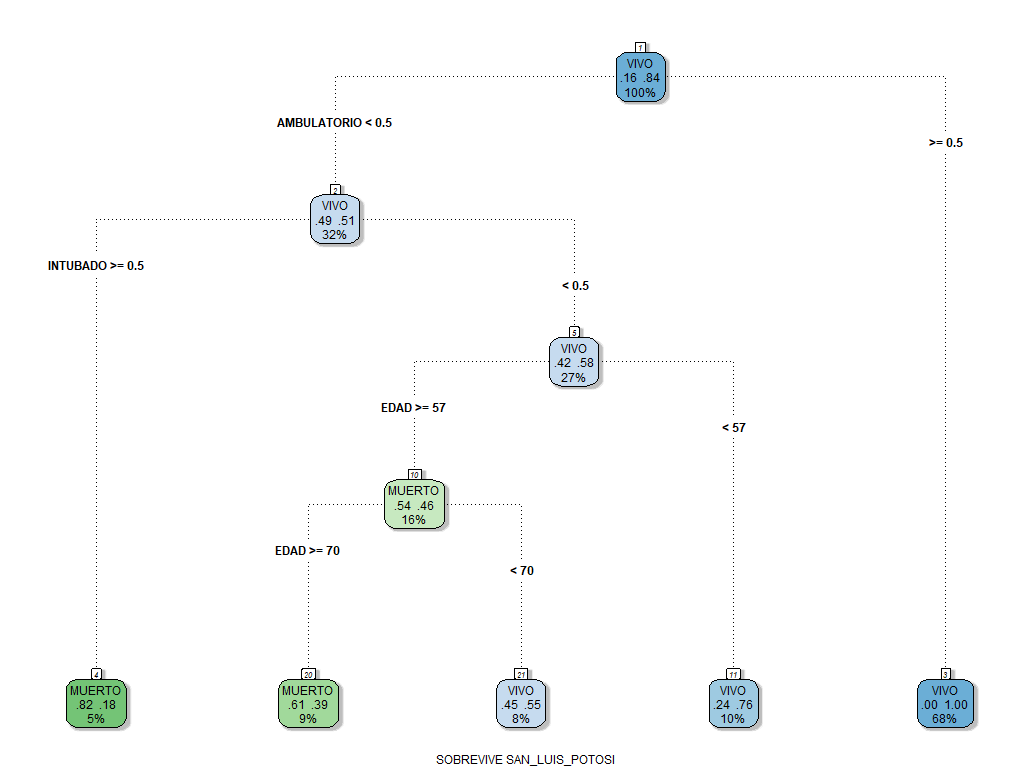 1
VIVO
.16 .84
100%
AMBULATORIO < 0.5
>= 0.5
2
VIVO
.49 .51
32%
INTUBADO >= 0.5
< 0.5
5
VIVO
.42 .58
27%
EDAD >= 57
< 57
10
MUERTO
.54 .46
16%
EDAD >= 70
< 70
4
MUERTO
.82 .18
5%
20
MUERTO
.61 .39
9%
21
VIVO
.45 .55
8%
11
VIVO
.24 .76
10%
3
VIVO
.00 1.00
68%
SOBREVIVE SAN_LUIS_POTOSI